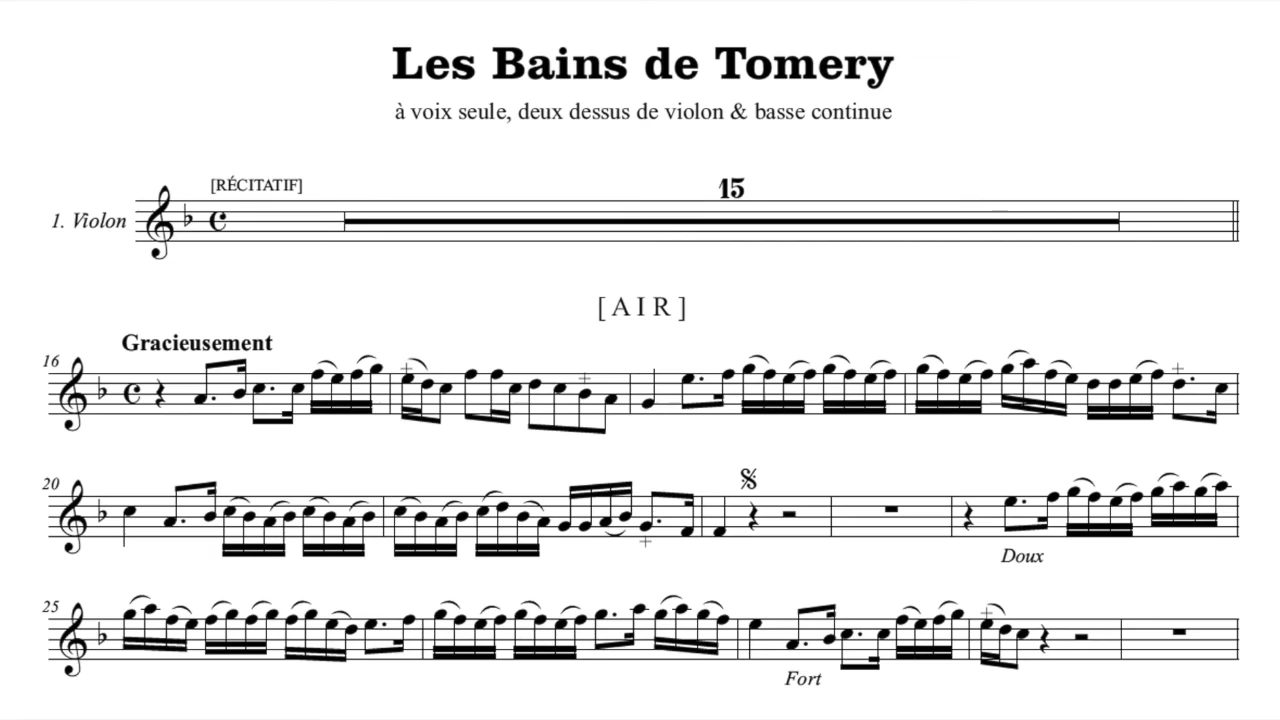 Les Bains de Tomery
à voix seule, deux dessus de violon & basse continue
[RÉCITATIF]
15
1. Violon
[ A I R ]
Gracieusement
16
20
Doux
25
Fort